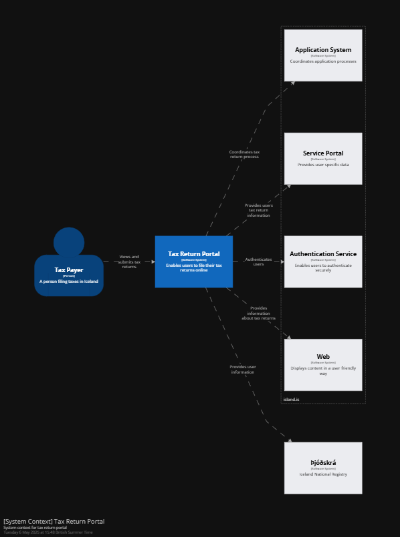 Application System
[Software System]
Coordinates application processes
Coordinates tax
return process
Service Portal
[Software System]
Provides user specific data
Provides users
tax return
information
Tax Payer
[Person]
A person filing taxes in Iceland
Views and
submits tax
returns
Tax Return Portal
[Software System]
Enables users to file their tax
returns online
Authenticates
users
Authentication Service
[Software System]
Enables users to authenticate
securely
Provides
information
about tax returns
Web
[Software System]
Displays content in a user friendly
way
island.is
Provides user
information
Þjóðskrá
[Software System]
Iceland National Registry
[System Context] Tax Return Portal
System context for tax return portal